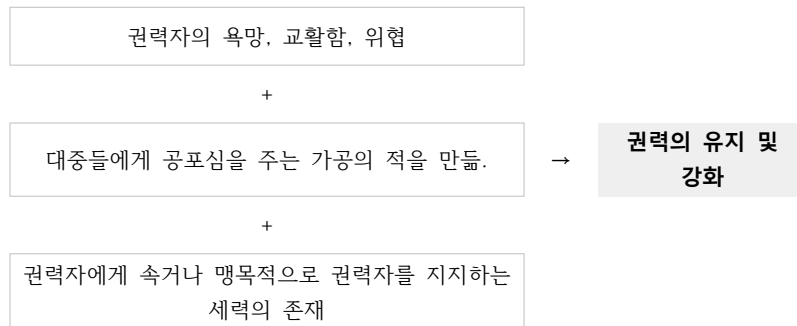 권력자의 욕망, 교활함, 위협
+
대중들에게 공포심을 주는 가공의 적을 만듦.
→
권력의 유지 및
강화
+
권력자에게 속거나 맹목적으로 권력자를 지지하는
세력의 존재